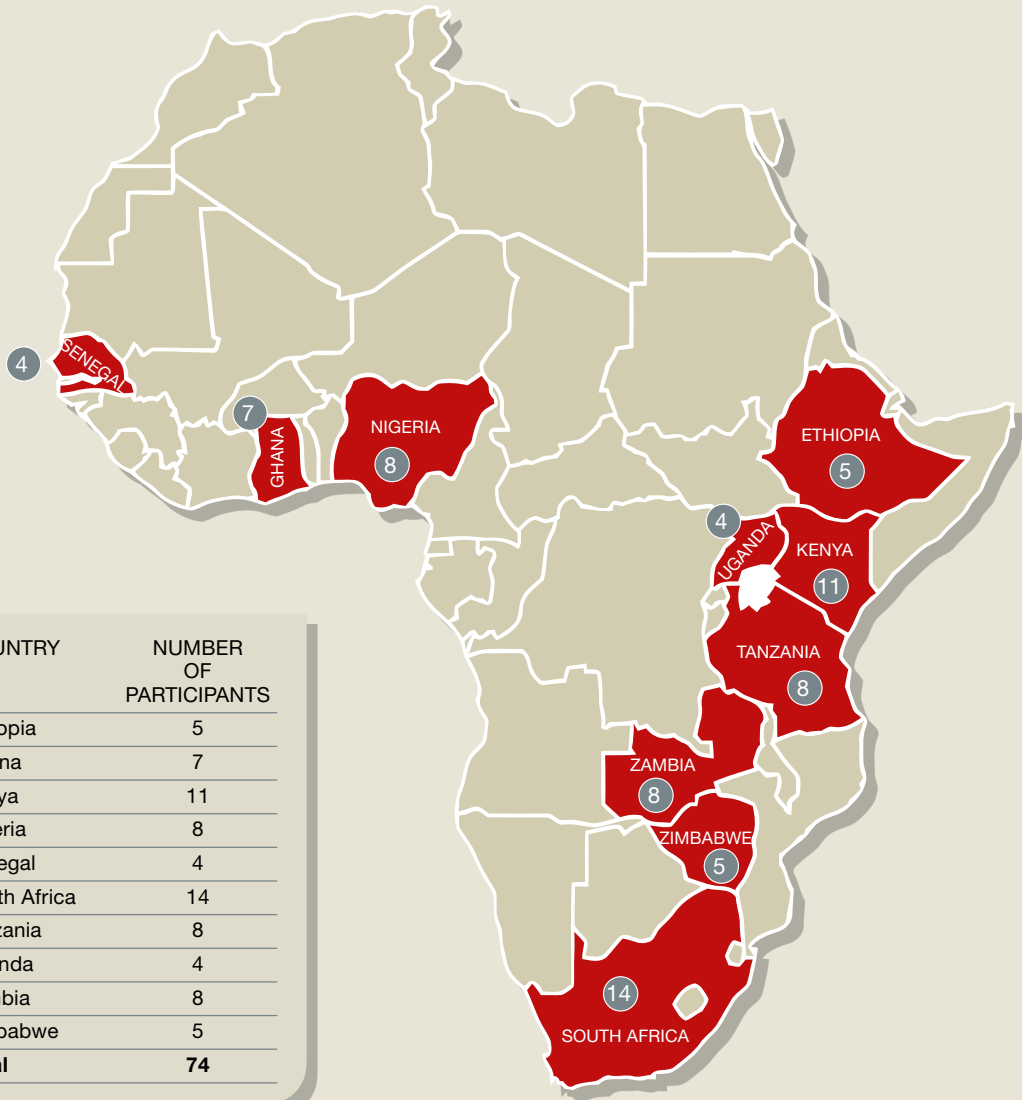 4
SENEGAL
7
GHANA
NIGERIA
8
ETHIOPIA
5
4
UGANDA
KENYA
11
TANZANIA
8
ZAMBIA
8
ZIMBABWE
5
14
SOUTH AFRICA
UNTRY NUMBER
OF
PARTICIPANTS
opia 5
na 7
ya 11
eria 8
egal 4
th Africa 14
zania 8
nda 4
bia 8
babwe 5
al 74